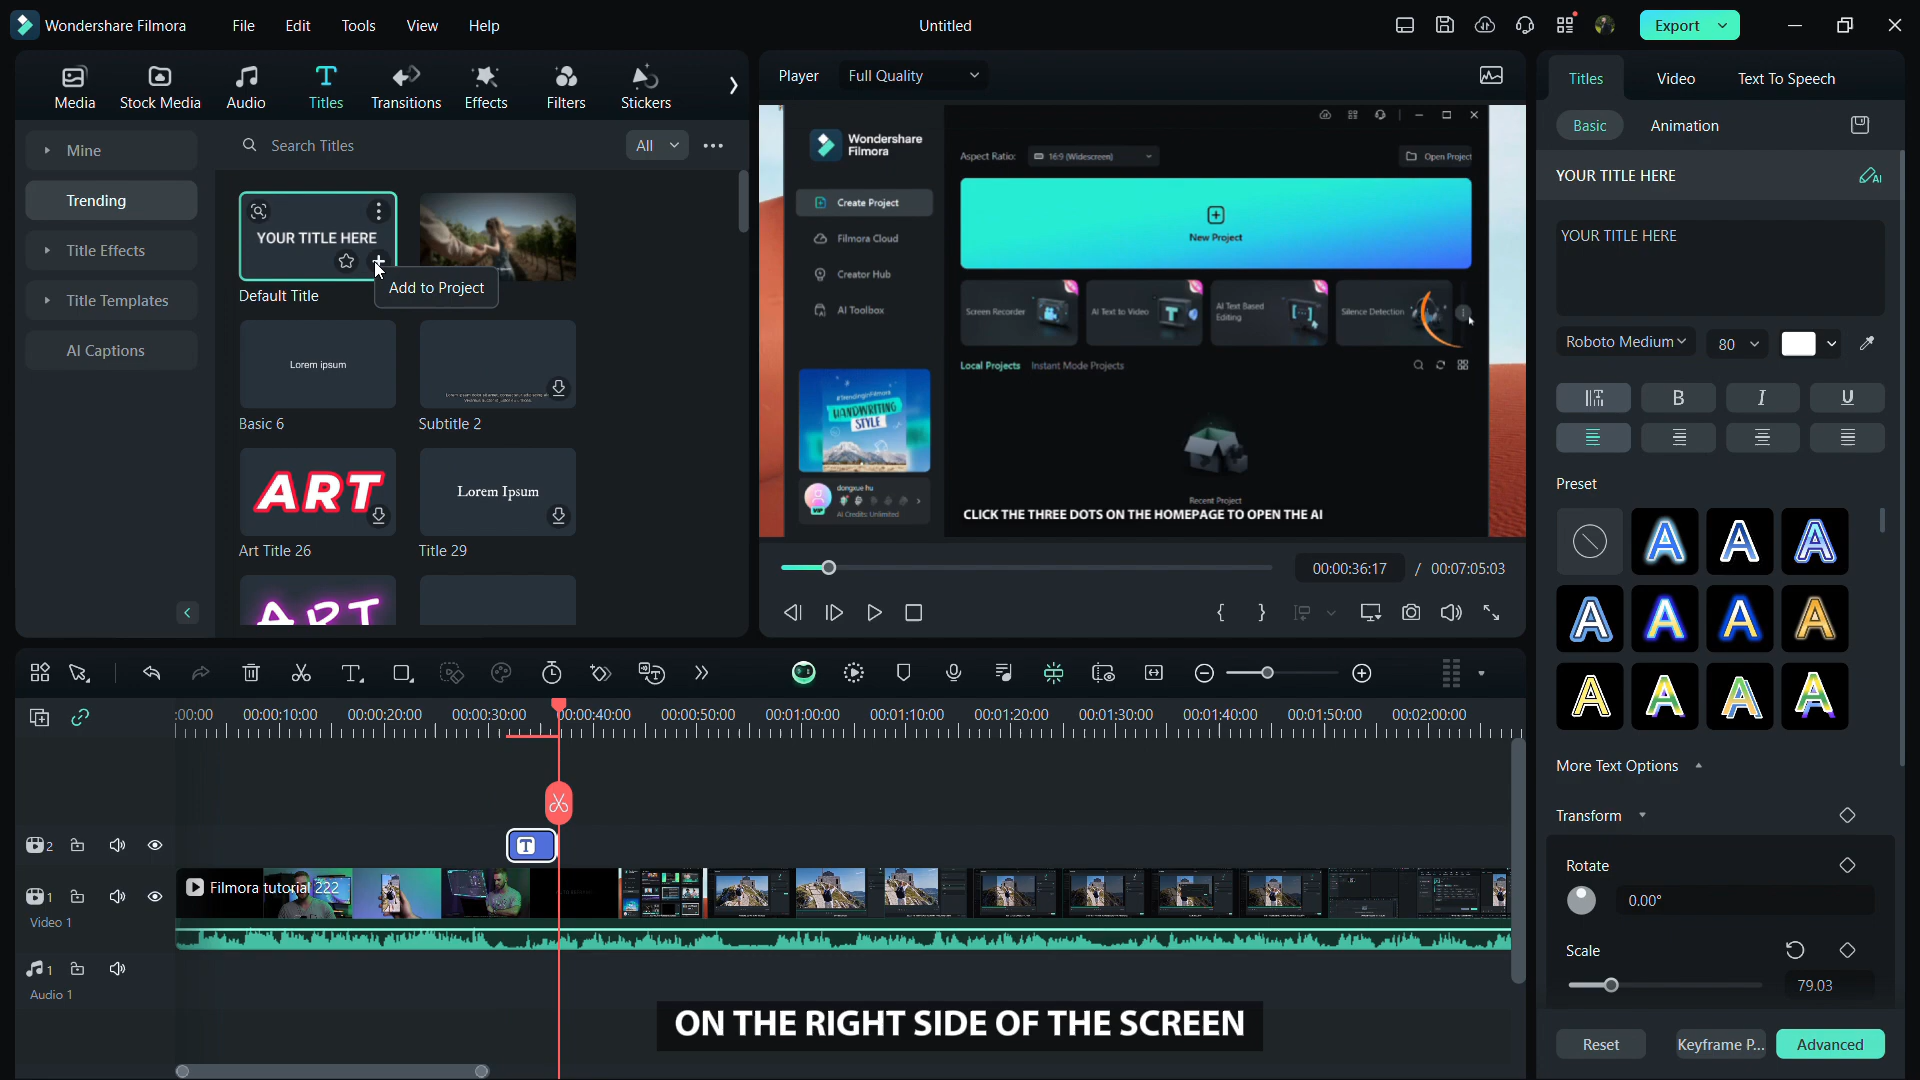 Wondershare Filmora
File
Edit
Tools
View
Help
Untitled
Export
Media
Stock Media
Audio
Titles
Transitions
Effects
Filters
Stickers
Player
Full Quality
Titles
Video
Text To Speech
Basic
Animation
Mine
Trending
Title Effects
Title Templates
AI Captions
Search Titles
All
YOUR TITLE HERE
Add to Project
Default Title
Lorem ipsum
Basic 6
Subtitle 2
ART
Art Title 26
Lorem Ipsum
Title 29
ART
Wondershare
Filmora
Aspect Ratio:
16:9 (Widescreen)
Open Project
Create Project
Filmora Cloud
Creator Hub
AI Toolbox
New Project
Screen Recorder
AI Text to Video
AI Text Based
Editing
Silence Detection
Local Projects
Instant Mode Projects
HANDWRITING
STYLE
dongxue hu
VIP
AI Credits: Unlimited
Recent Project
CLICK THE THREE DOTS ON THE HOMEPAGE TO OPEN THE AI
00:00:36:17 / 00:07:05:03
YOUR TITLE HERE
AI
YOUR TITLE HERE
Roboto Medium
80
B
I
U
Preset
A A A
A A A A
A A A A
More Text Options
Transform
Rotate
0.00°
Scale
79.03
Reset
Keyframe P...
Advanced
:00:00 00:00:10:00 00:00:20:00 00:00:30:00 00:00:40:00 00:00:50:00 00:01:00:00 00:01:10:00 00:01:20:00 00:01:30:00 00:01:40:00 00:01:50:00 00:02:00:00
2
T
1
Filmora tutorial 222
Video 1
1
Audio 1
ON THE RIGHT SIDE OF THE SCREEN